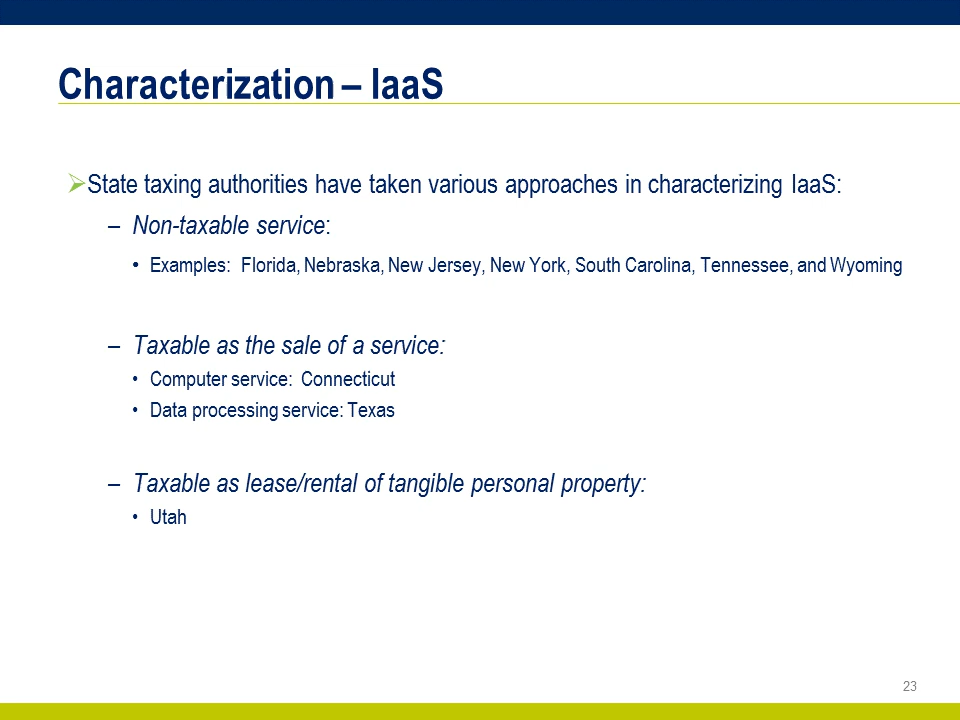 Characterization – IaaS
➢State taxing authorities have taken various approaches in characterizing IaaS:
– Non-taxable service:
• Examples:  Florida, Nebraska, New Jersey, New York, South Carolina, Tennessee, and Wyoming
– Taxable as the sale of a service:
• Computer service:  Connecticut
• Data processing service: Texas
– Taxable as lease/rental of tangible personal property:
• Utah
23